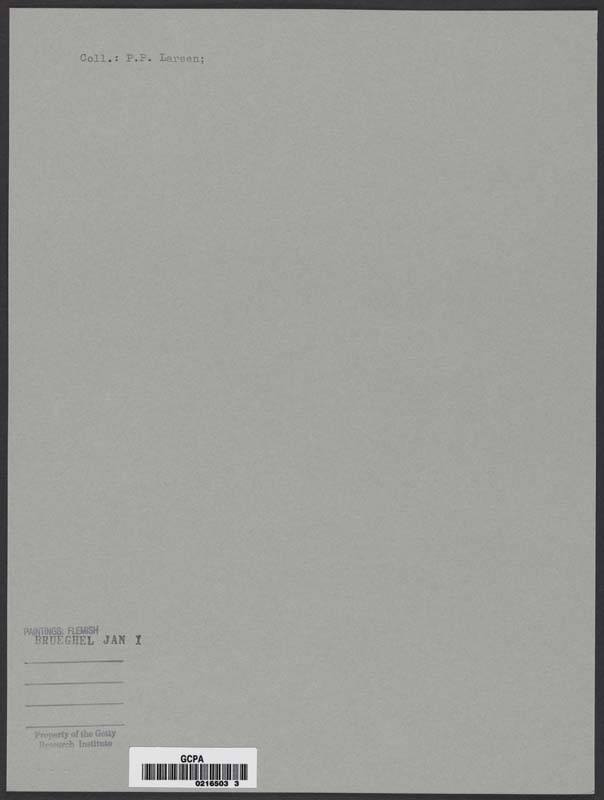 Coll.: P.P. Larsen;
PAINTINGS: FLEMISH
BRUEGHEL JAN I
Property of the Getty
Research Institute
GCPA
0216503 3